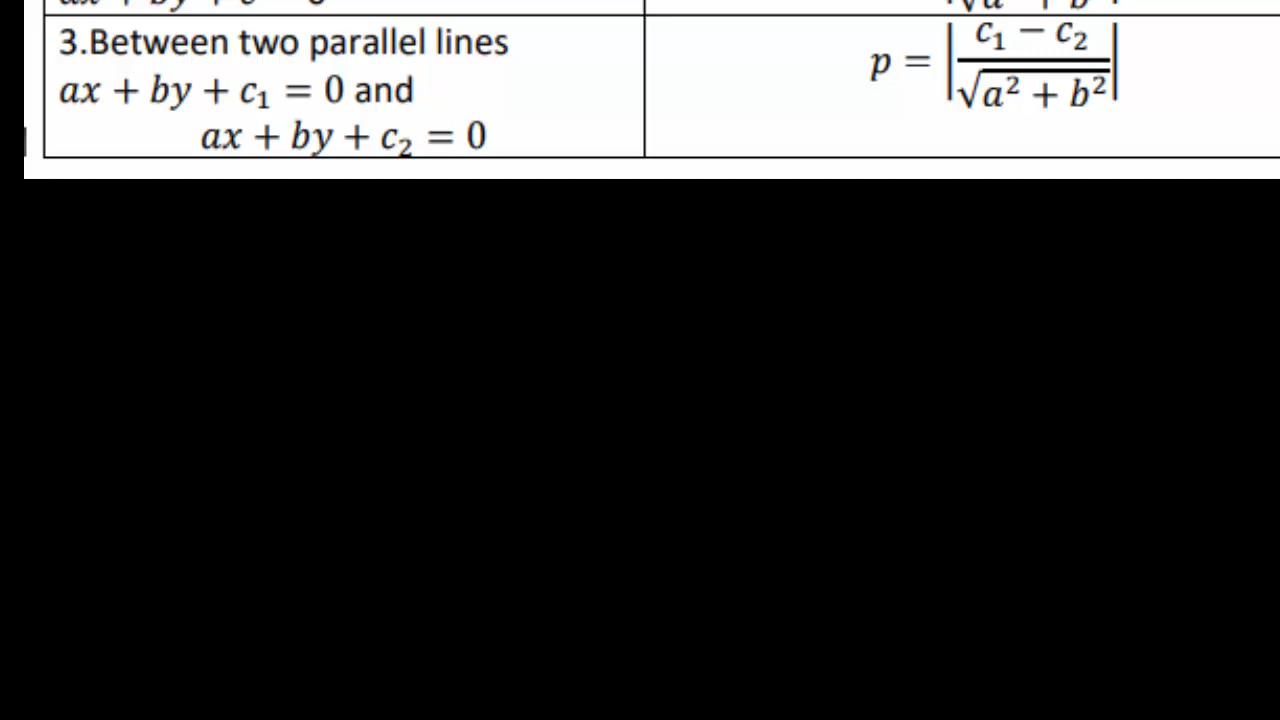 3.Between two parallel lines
ax + by + c₁ = 0 and
ax + by + c₂ = 0
p = |(c₁ − c₂)/√(a² + b²)|